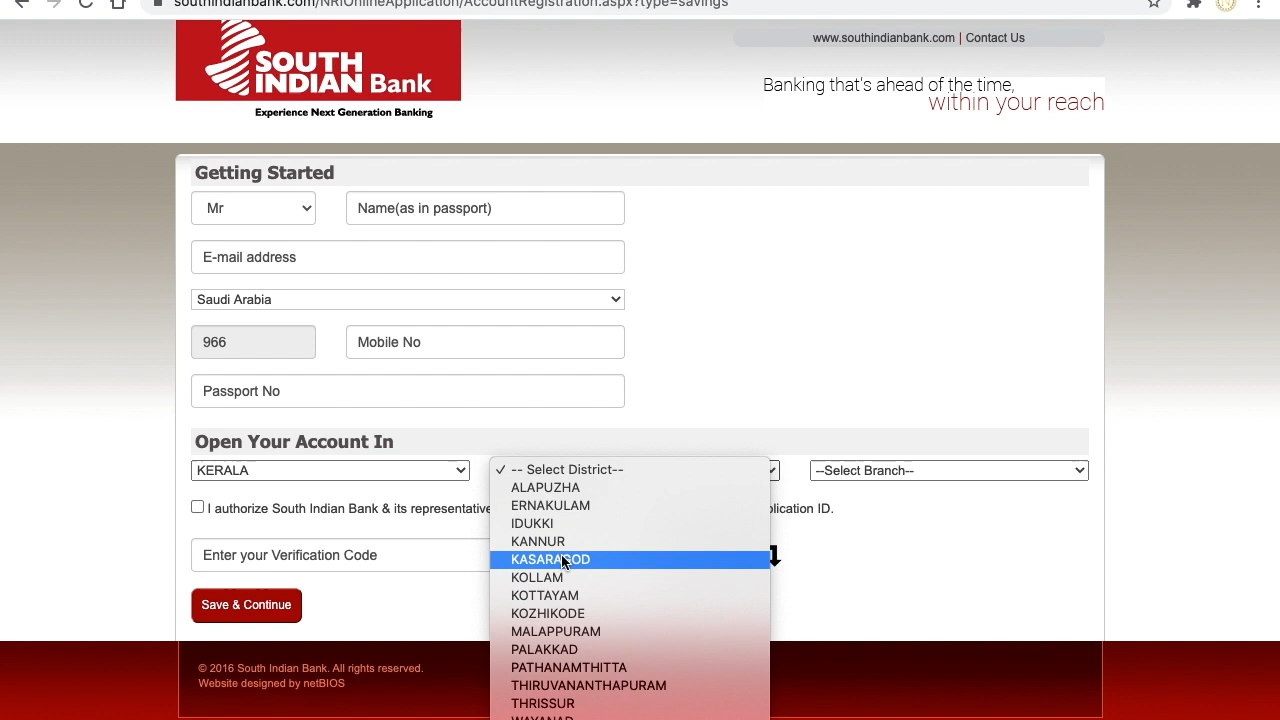 southindianbank.com/NRIOnlineApplication/AccountRegistration.aspx?type=savings
www.southindianbank.com | Contact Us
SOUTH
INDIAN Bank
Experience Next Generation Banking
Banking that's ahead of the time,
within your reach
Getting Started
Mr
Name(as in passport)
E-mail address
Saudi Arabia
966
Mobile No
Passport No
Open Your Account In
KERALA
--Select Branch--
✓ -- Select District--
ALAPUZHA
ERNAKULAM
IDUKKI
KANNUR
KASARAGOD
KOLLAM
KOTTAYAM
KOZHIKODE
MALAPPURAM
PALAKKAD
PATHANAMTHITTA
THIRUVANANTHAPURAM
THRISSUR
WAYANAD
I authorize South Indian Bank & its representative
plication ID.
Enter your Verification Code
Save & Continue
© 2016 South Indian Bank. All rights reserved.
Website designed by netBIOS